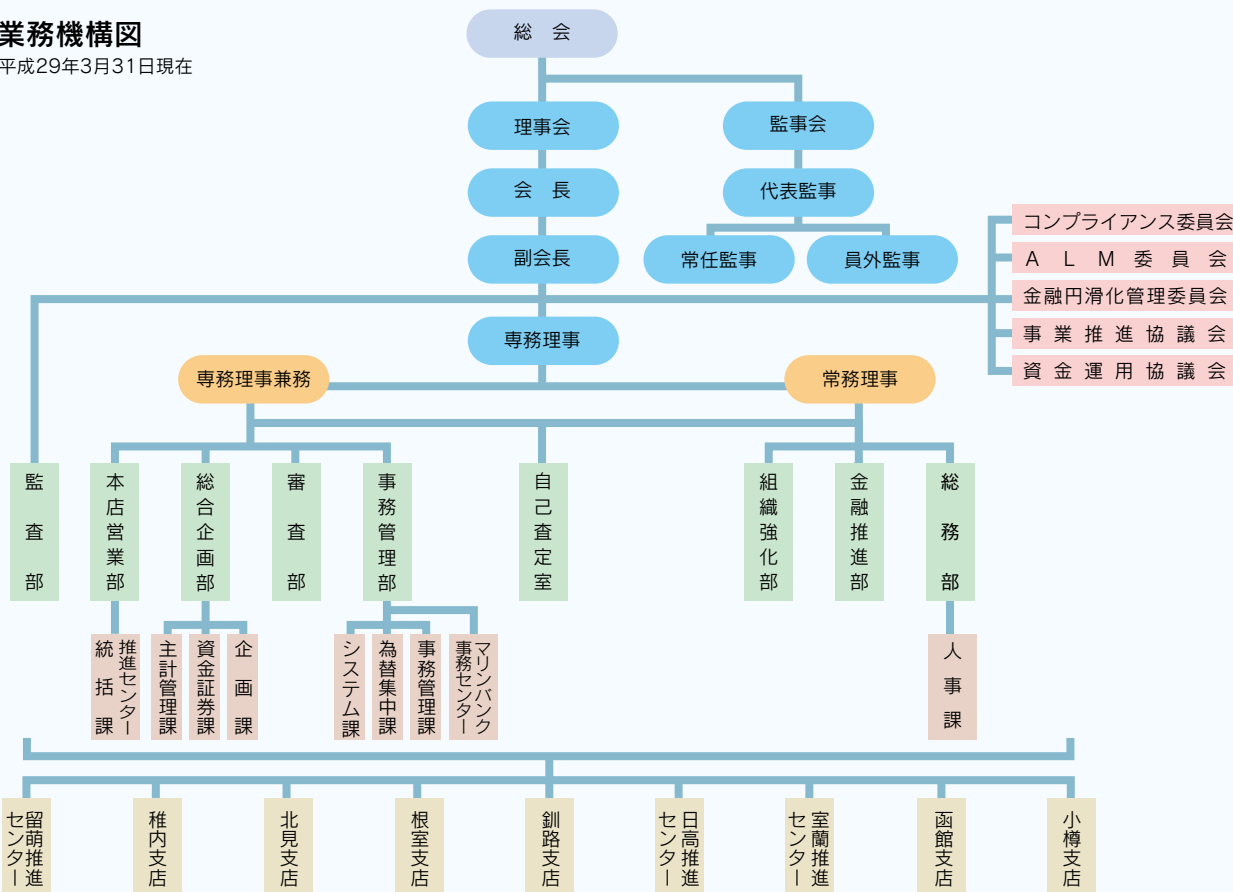 業務機構図
平成29年3月31日現在
総　会
理事会
監事会
会　長
代表監事
副会長
常任監事
員外監事
コンプライアンス委員会
ＡＬＭ委員会
金融円滑化管理委員会
事業推進協議会
資金運用協議会
専務理事
専務理事兼務
常務理事
監査部
本店営業部
総合企画部
審査部
事務管理部
自己査定室
組織強化部
金融推進部
総務部
推進センター
統括課
主計管理課
資金証券課
企画課
システム課
為替集中課
事務管理課
マリンバンク
事務センター
人事課
留萌推進
センター
稚内支店
北見支店
根室支店
釧路支店
日高推進
センター
室蘭推進
センター
函館支店
小樽支店